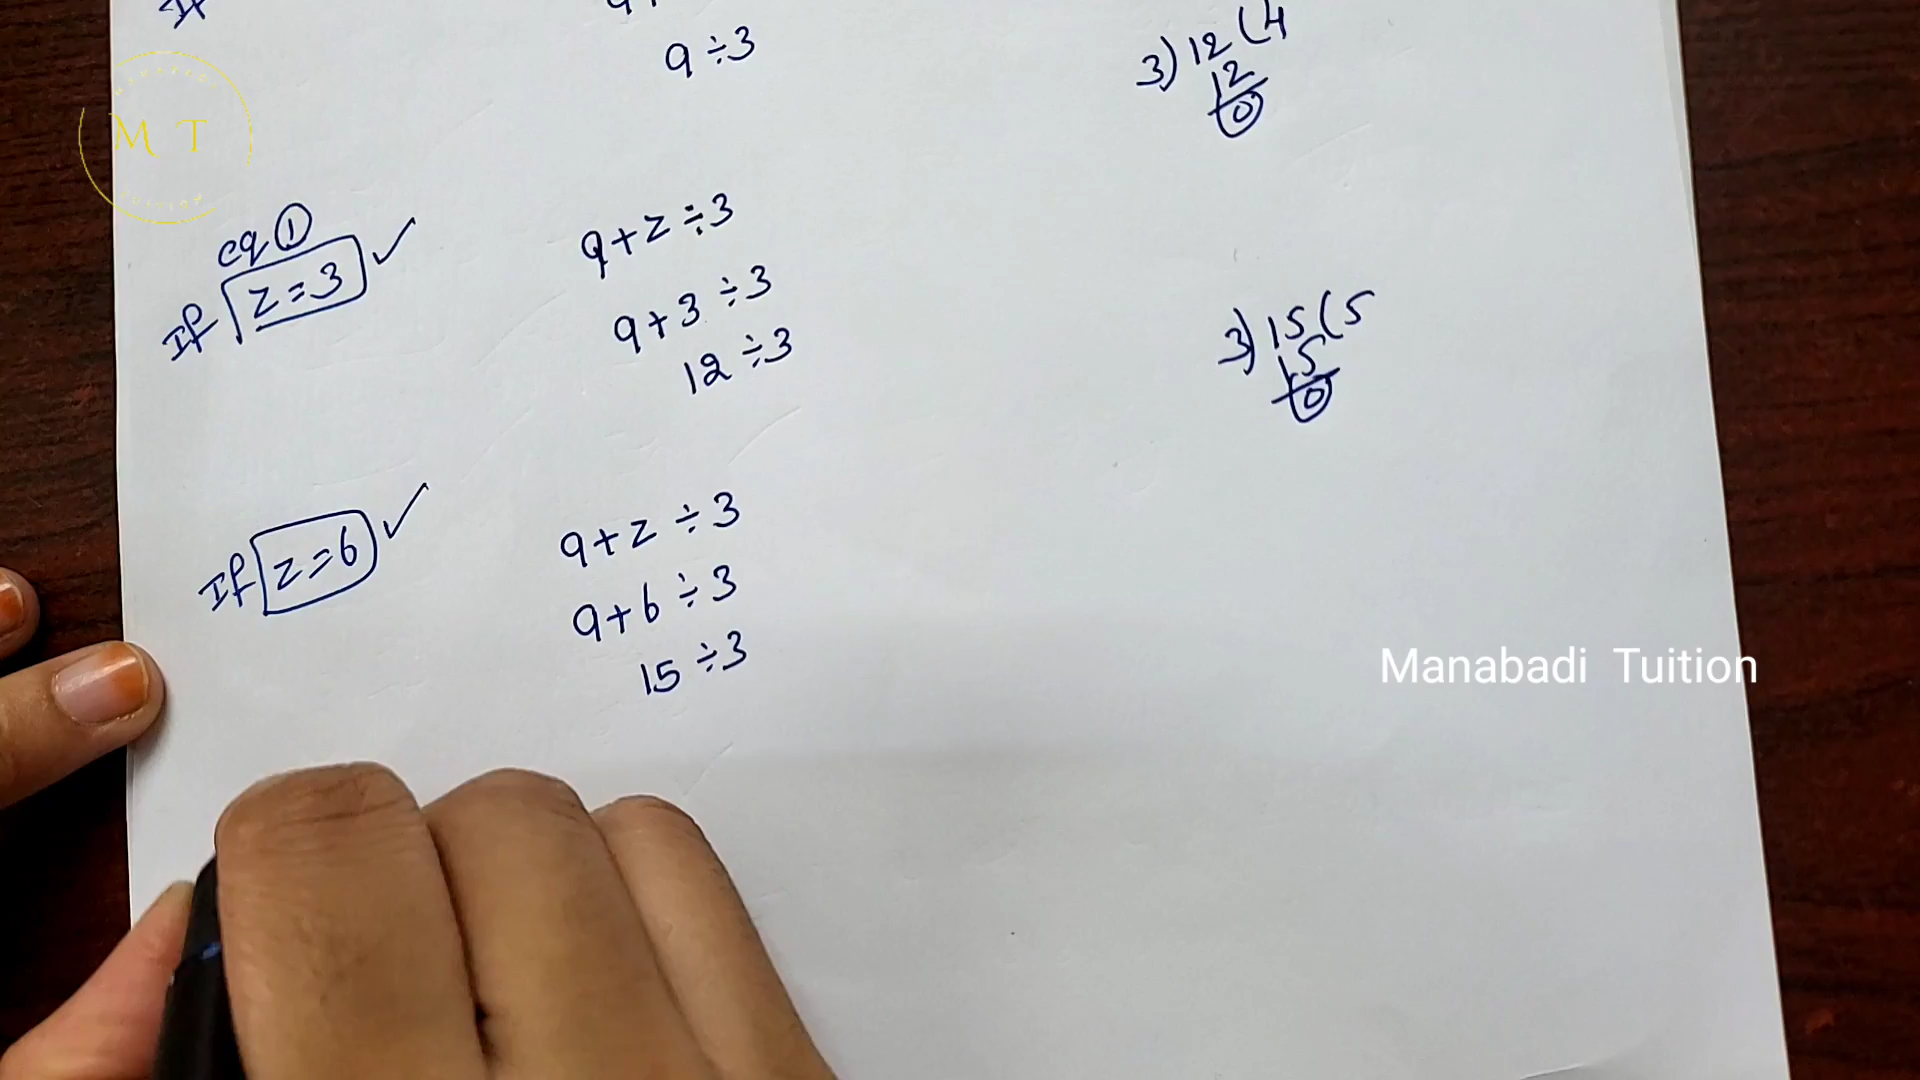 If
9 ÷ 3
3) 12 ( 4
12
0
M T
eq ①
If z = 3 ✓
9 + z ÷ 3
9 + 3 ÷ 3
12 ÷ 3
3) 15 ( 5
15
0
If z = 6 ✓
9 + z ÷ 3
9 + 6 ÷ 3
15 ÷ 3
Manabadi Tuition